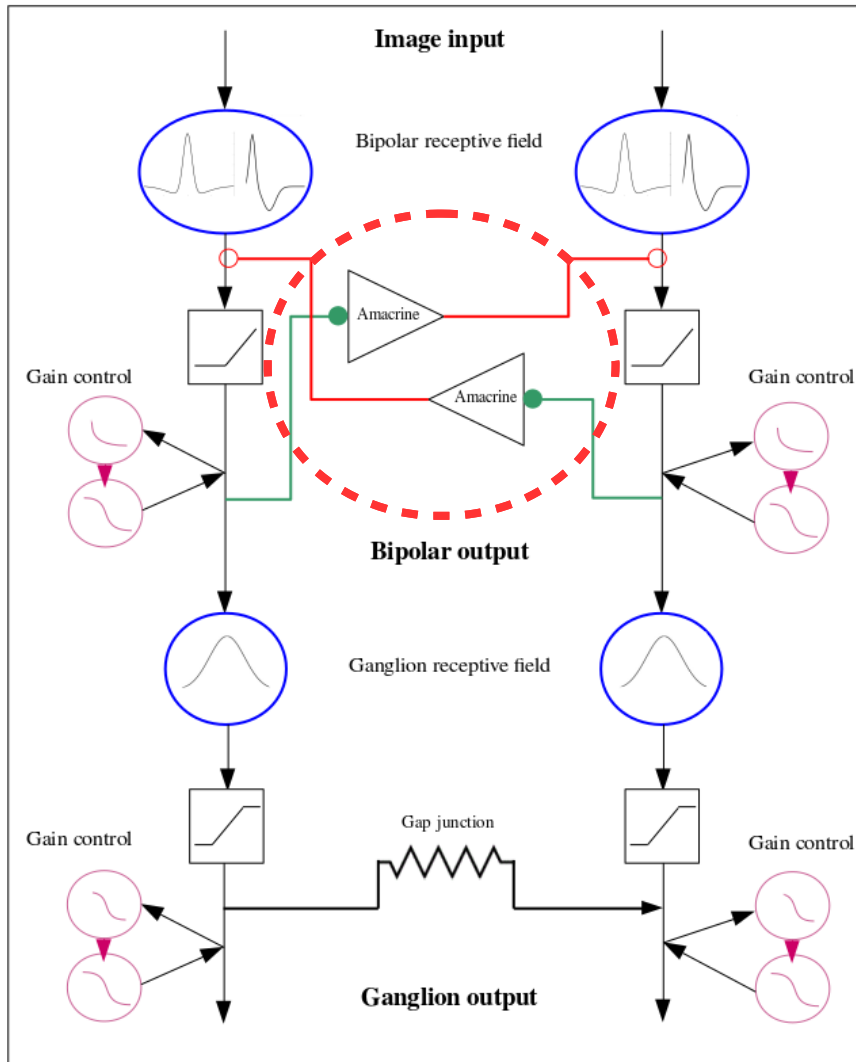 Image input
Bipolar receptive field
Amacrine
Gain control
Amacrine
Gain control
Bipolar output
Ganglion receptive field
Gap junction
Gain control
Gain control
Ganglion output